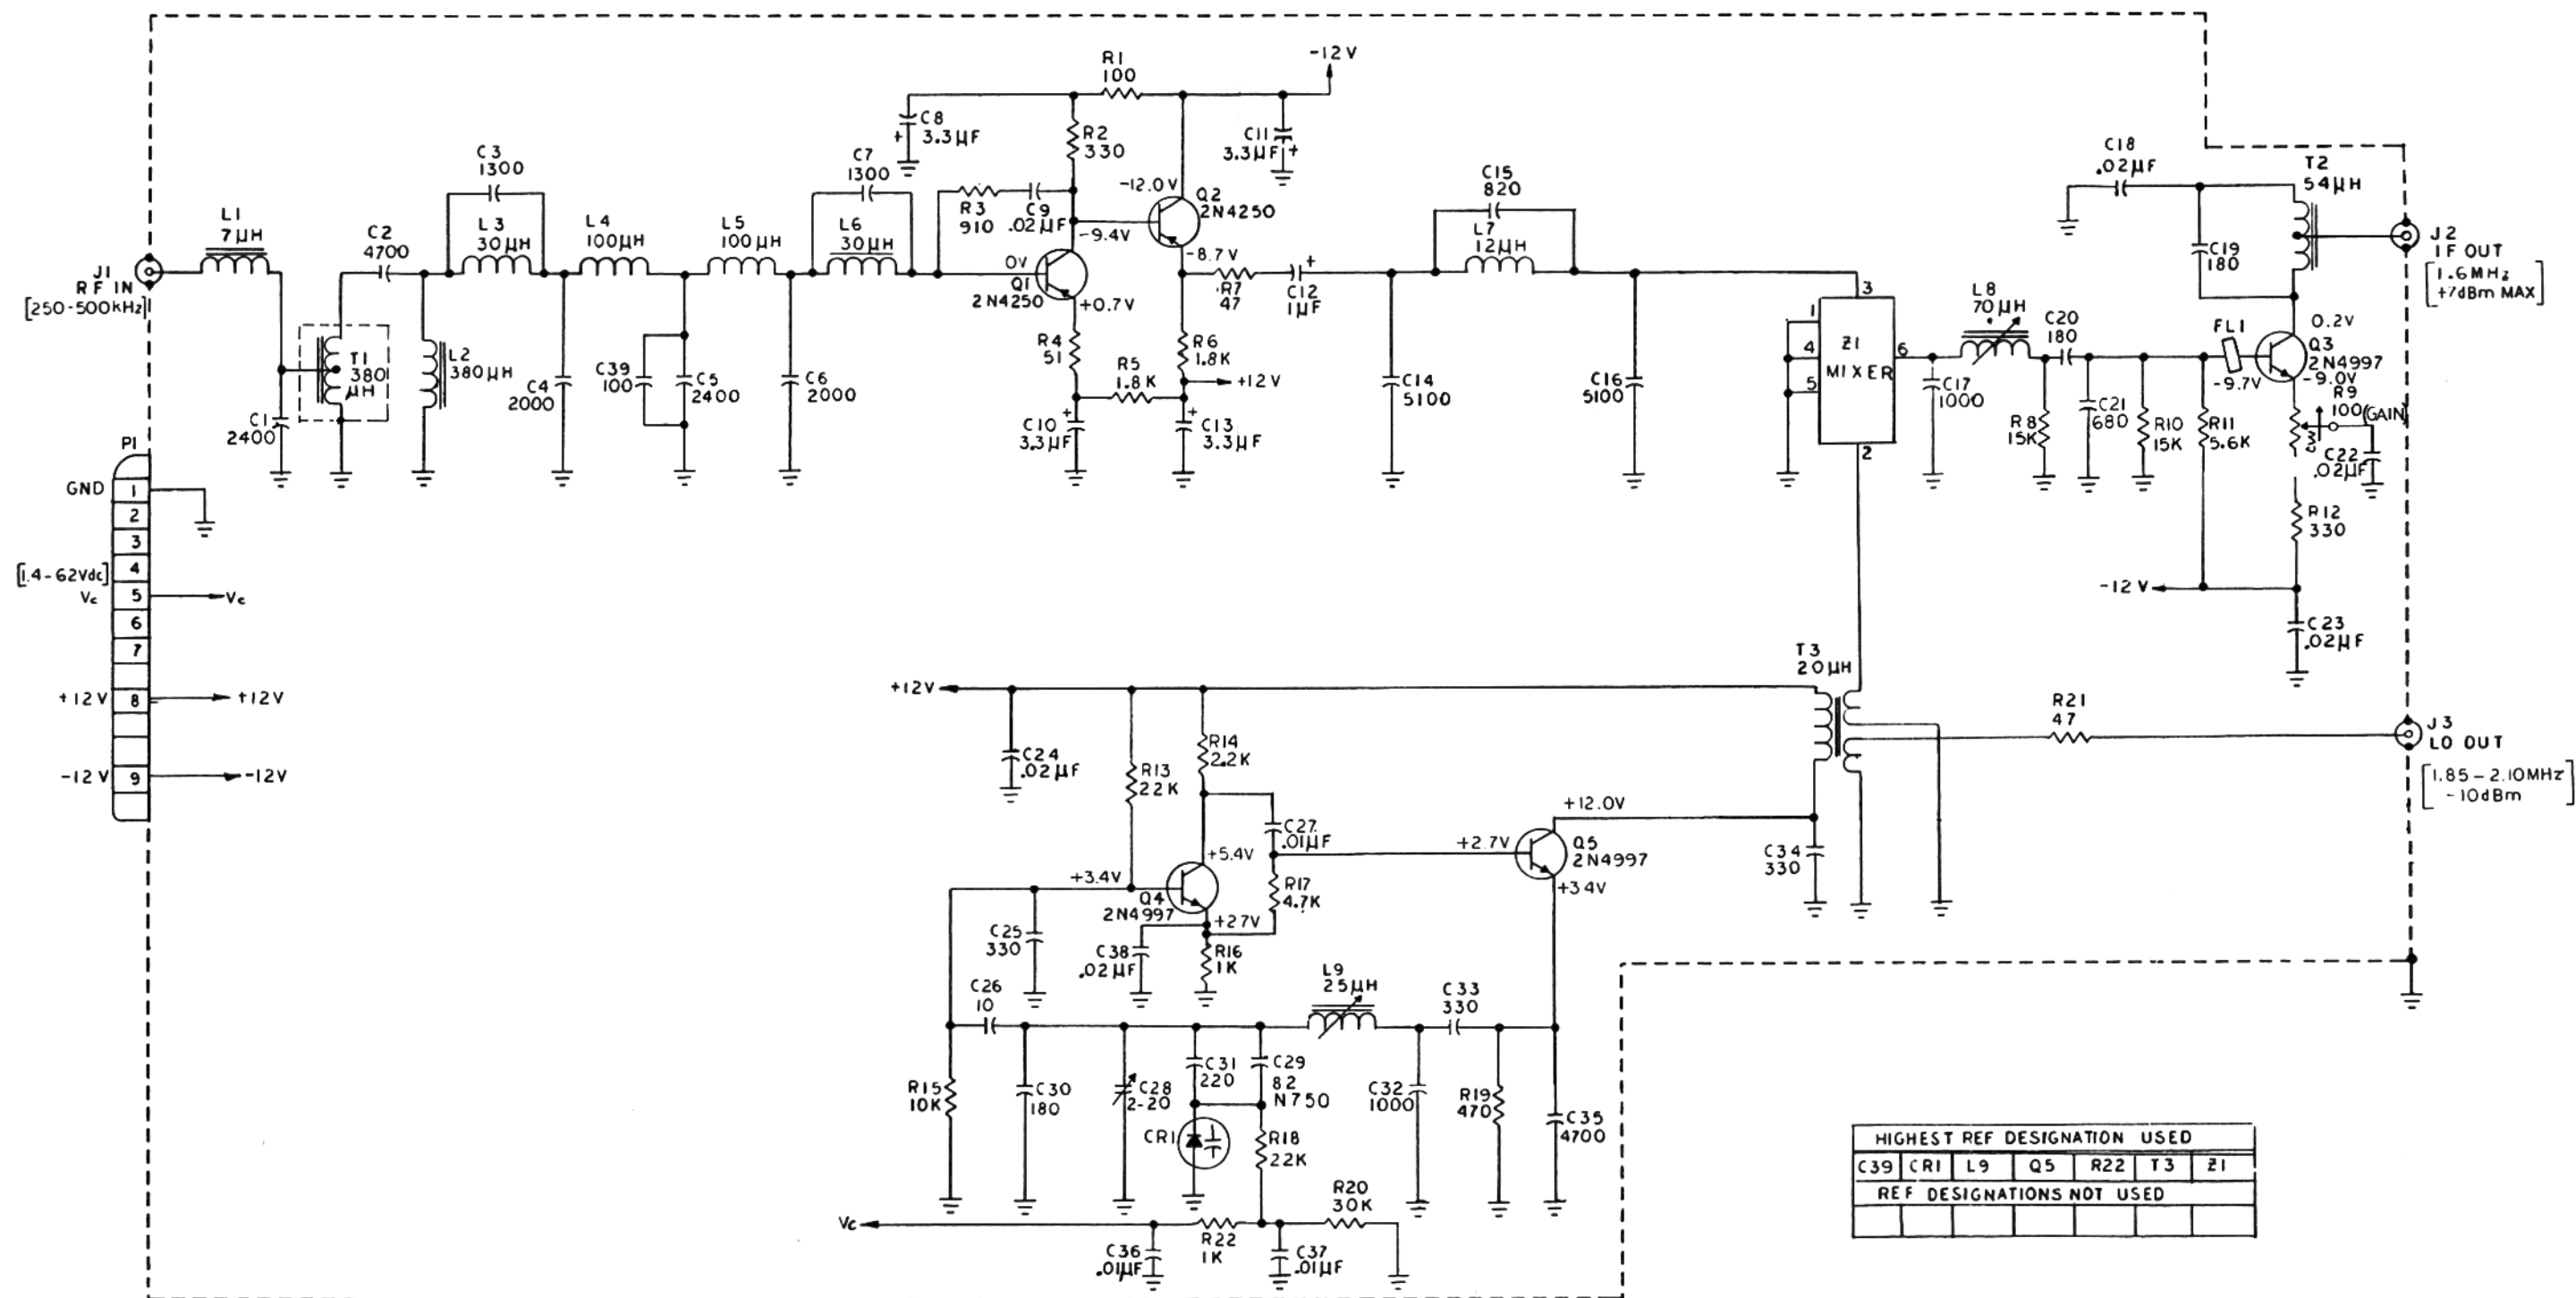 J1
RF IN
[250-500kHz]
L1
7µH
C1
2400
T1
380
µH
C2
4700
L2
380µH
C3
1300
L3
30µH
C4
2000
L4
100µH
C39
100
C5
2400
L5
100µH
C6
2000
C7
1300
L6
30µH
C8
+ 3.3µF
R1
100
R2
330
R3
910
C9
.02µF
-9.4V
0V
Q1
2N4250
+0.7V
R4
51
R5
1.8K
C10
3.3µF
+
-12V
C11
3.3µF +
-12.0V
Q2
2N4250
-8.7V
R7
47
C12
1µF
+
R6
1.8K
+12V
C13
3.3µF
+
C14
5100
C15
820
L7
12µH
C16
5100
3
1
4
5
Z1
MIXER
6
2
C17
1000
L8
70µH
R8
15K
C20
180
C21
680
R10
15K
R11
5.6K
FL1
-9.7V
C18
.02µF
C19
180
T2
54µH
0.2V
Q3
2N4997
-9.0V
R9
100 (GAIN)
CW
C22
.02µF
R12
330
-12V
C23
.02µF
J2
IF OUT
[1.6MHz
+7dBm MAX]
P1
GND 1
2
3
4
[1.4-62Vdc]
Vc 5 Vc
6
7
+12V 8 +12V
-12V 9 -12V
+12V
C24
.02µF
R13
22K
R14
2.2K
C27
.01µF
+5.4V
+3.4V
Q4
2N4997
+27V
R17
4.7K
C25
330
C38
.02µF
R16
1K
+2.7V
+12.0V
Q5
2N4997
+34V
T3
20µH
C34
330
R21
47
J3
LO OUT
[1.85-2.10MHz
-10dBm]
C26
10
R15
10K
C30
180
C28
2-20
C31
220
C29
82
N750
CR1
R18
22K
L9
25µH
C33
330
C32
1000
R19
470
C35
4700
Vc
C36
.01µF
R22
1K
C37
.01µF
R20
30K
HIGHEST REF DESIGNATION USED
C39 CR1 L9 Q5 R22 T3 Z1
REF DESIGNATIONS NOT USED